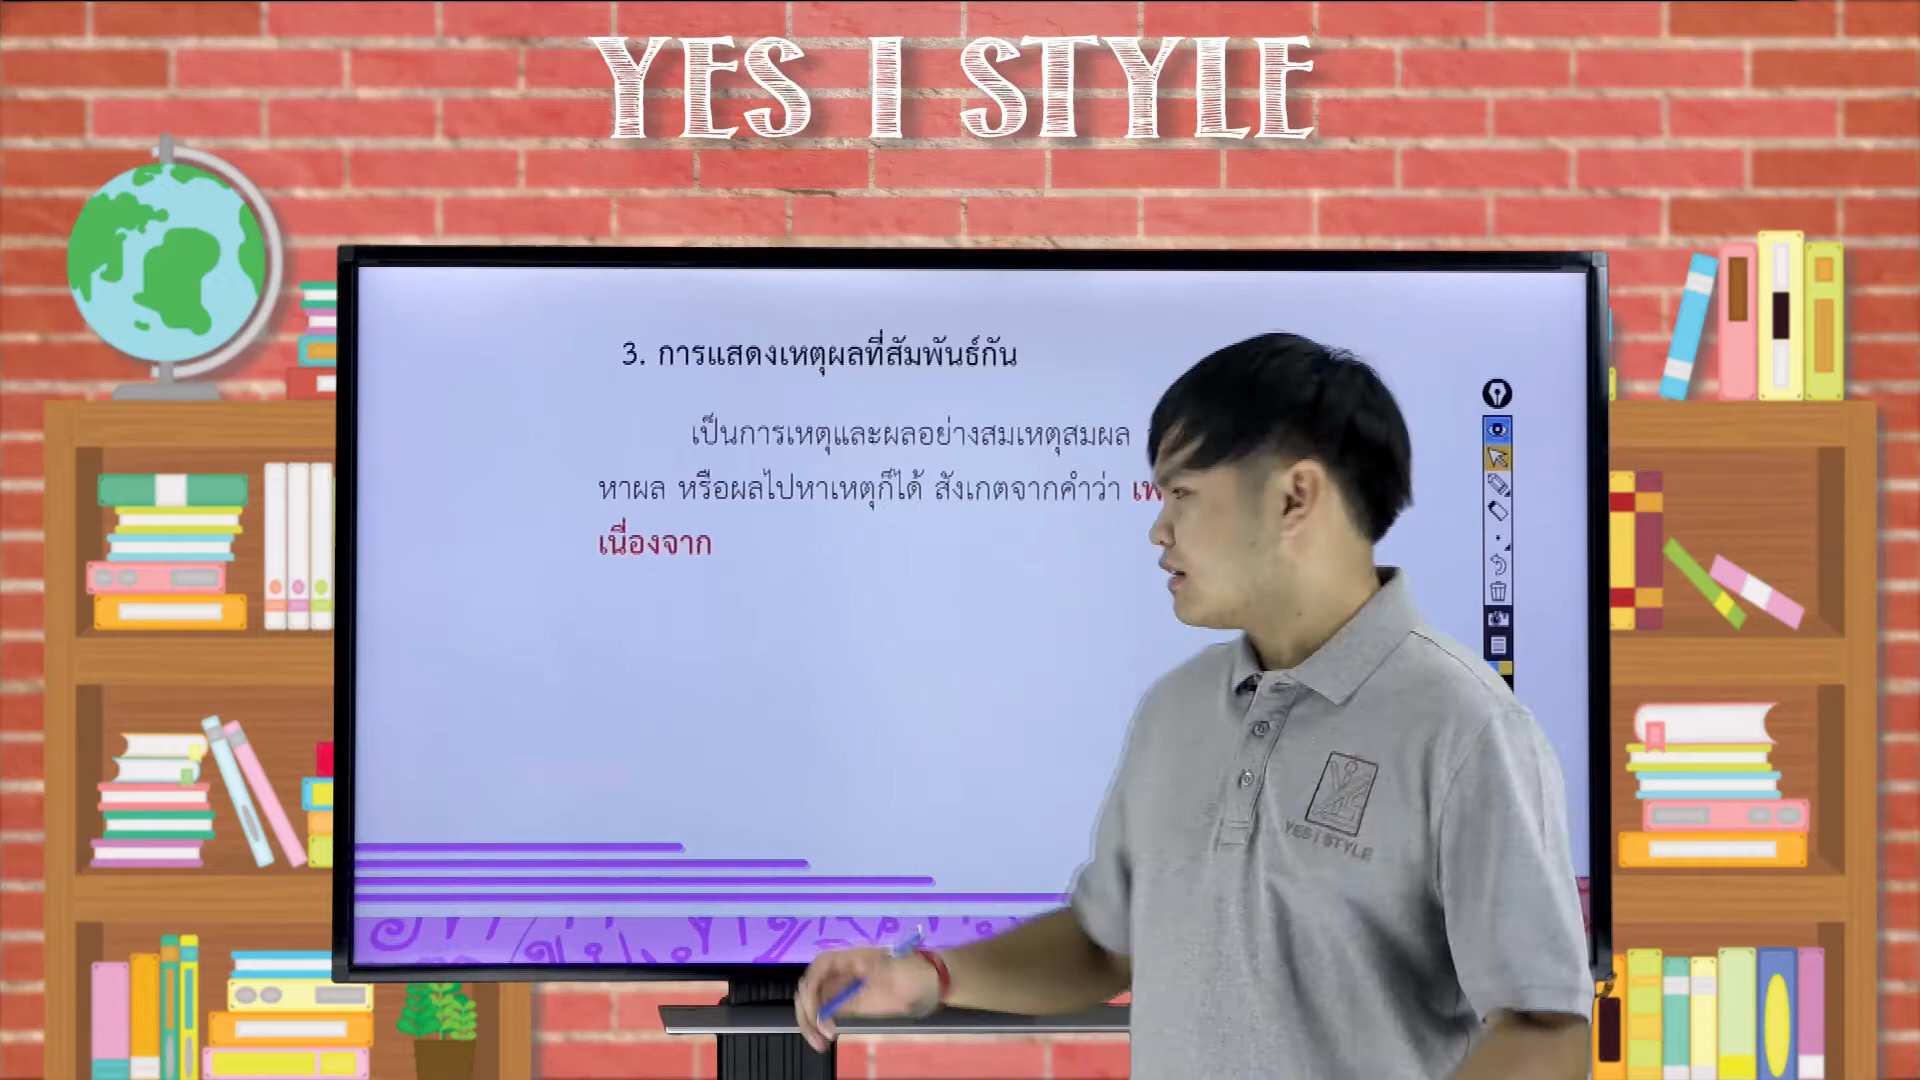 YES I STYLE
3. การแสดงเหตุผลที่สัมพันธ์กัน
เป็นการเหตุและผลอย่างสมเหตุสมผล
หาผล หรือผลไปหาเหตุก็ได้ สังเกตจากคำว่า
เนื่องจาก
YES I STYLE